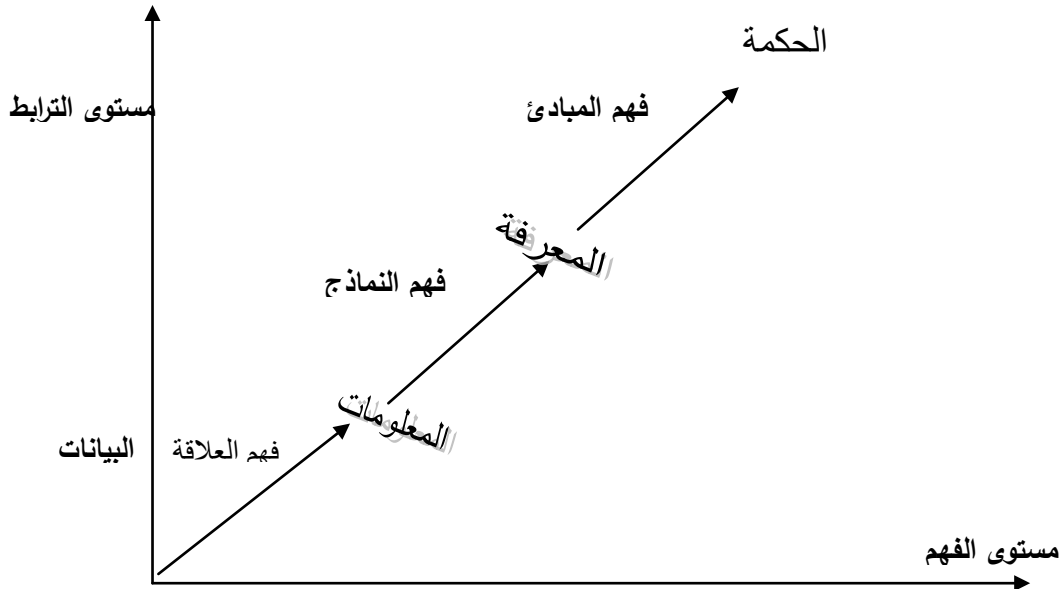 الحكمة
فهم المبادئ
مستوى الترابط
المعرفة
فهم النماذج
المعلومات
فهم العلاقة
البيانات
مستوى الفهم